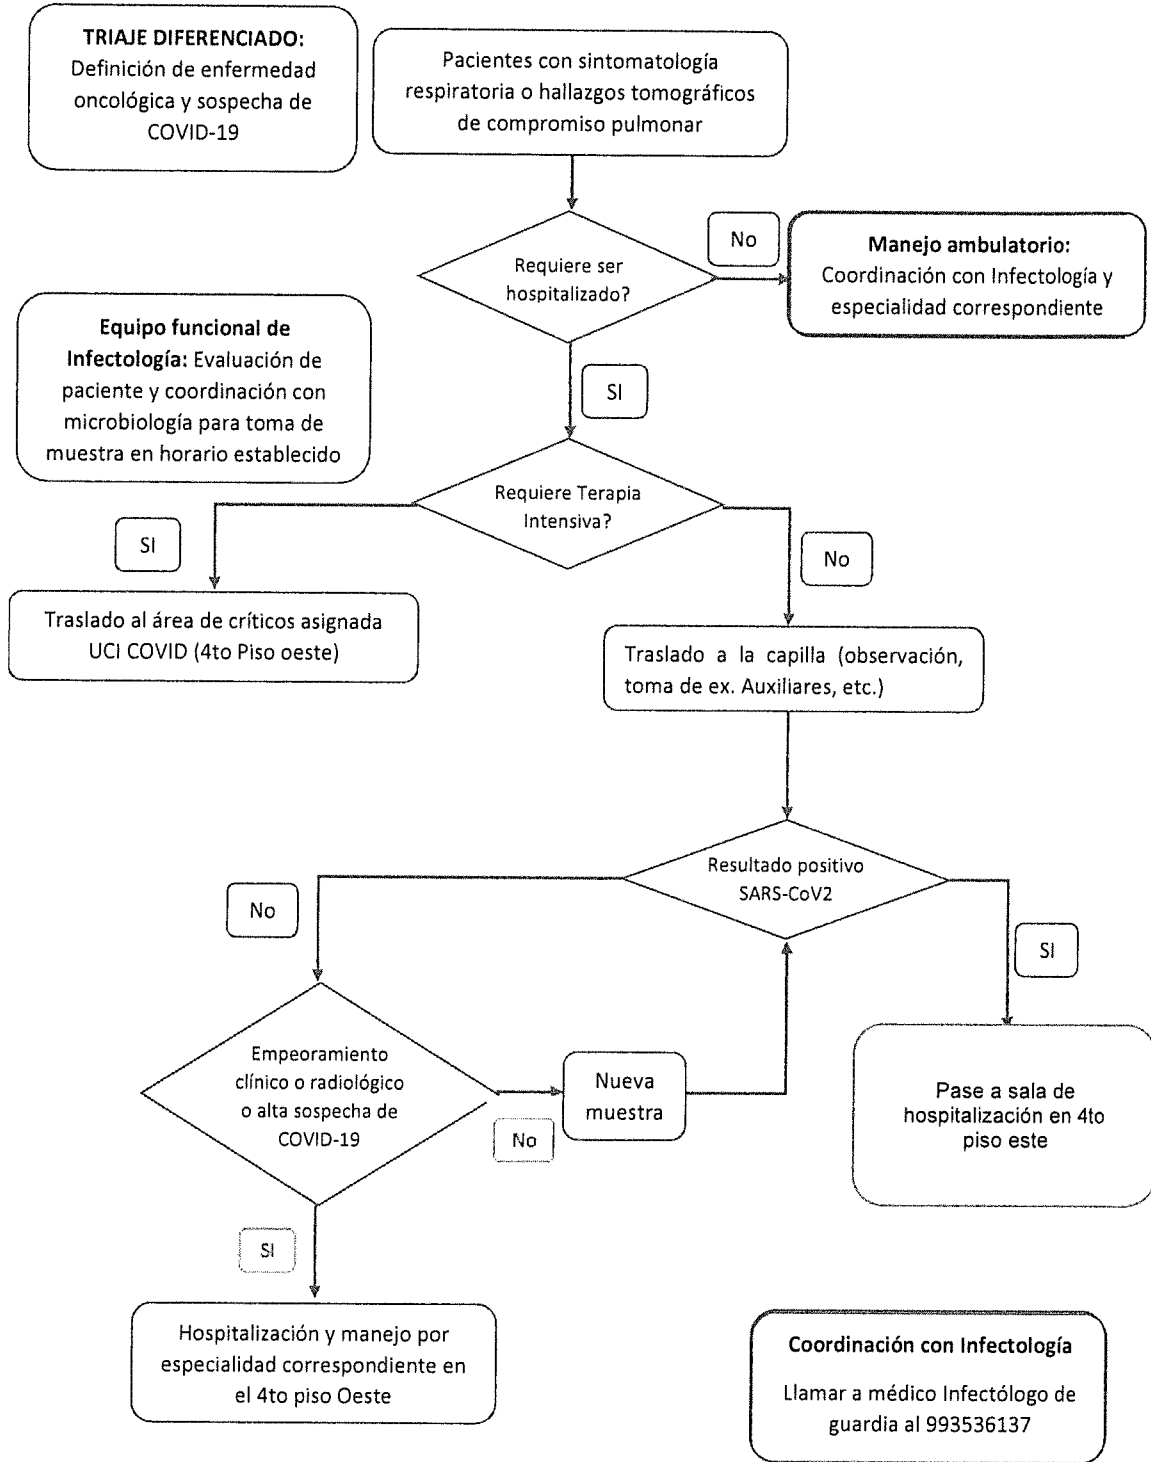 TRIAJE DIFERENCIADO:
Definición de enfermedad
oncológica y sospecha de
COVID-19
Pacientes con sintomatología
respiratoria o hallazgos tomográficos
de compromiso pulmonar
Requiere ser
hospitalizado?
No
Manejo ambulatorio:
Coordinación con Infectología y
especialidad correspondiente
Equipo funcional de
Infectología: Evaluación de
paciente y coordinación con
microbiología para toma de
muestra en horario establecido
SI
Requiere Terapia
Intensiva?
SI
No
Traslado al área de críticos asignada
UCI COVID (4to Piso oeste)
Traslado a la capilla (observación,
toma de ex. Auxiliares, etc.)
Resultado positivo
SARS-CoV2
No
SI
Empeoramiento
clínico o radiológico
o alta sospecha de
COVID-19
No
Nueva
muestra
Pase a sala de
hospitalización en 4to
piso este
SI
Hospitalización y manejo por
especialidad correspondiente en
el 4to piso Oeste
Coordinación con Infectología
Llamar a médico Infectólogo de
guardia al 993536137